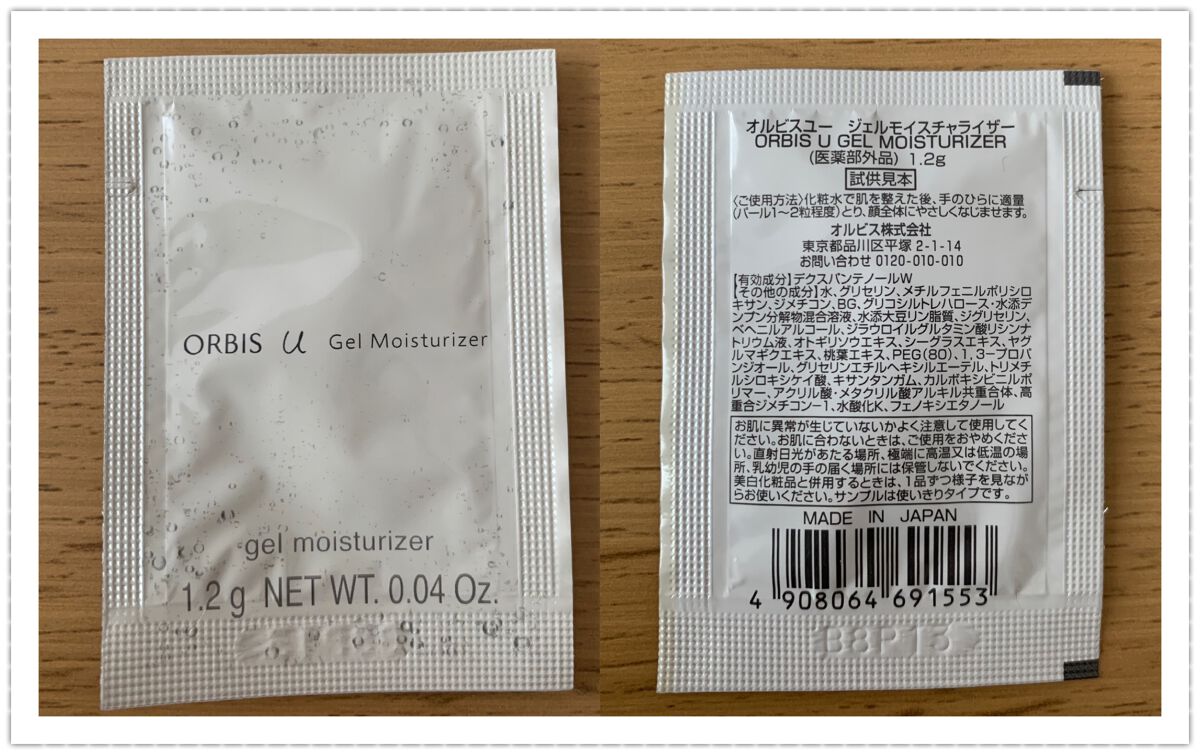 ORBIS u Gel Moisturizer
gel moisturizer
1.2 g NET WT. 0.04 Oz.
オルビスユー ジェルモイスチャライザー
ORBIS U GEL MOISTURIZER
(医薬部外品) 1.2g
試供見本
〈ご使用方法〉化粧水で肌を整えた後、手のひらに適量
(パール1〜2粒程度)とり、顔全体にやさしくなじませます。
オルビス株式会社
東京都品川区平塚 2-1-14
お問い合わせ 0120-010-010
【有効成分】デクスパンテノールW
【その他の成分】水、グリセリン、メチルフェニルポリシロ
キサン、ジメチコン、BG、グリコシルトレハロース・水添デ
ンプン分解物混合溶液、水添大豆リン脂質、ジグリセリン、
ベヘニルアルコール、ジラウロイルグルタミン酸リシンナ
トリウム液、オトギリソウエキス、シーグラスエキス、ヤグ
ルマギクエキス、桃葉エキス、PEG(80)、1,3-プロパ
ンジオール、グリセリンエチルヘキシルエーテル、トリメチ
ルシロキシケイ酸、キサンタンガム、カルボキシビニルポ
リマー、アクリル酸・メタクリル酸アルキル共重合体、高
重合ジメチコン-1、水酸化K、フェノキシエタノール
お肌に異常が生じていないかよく注意して使用してく
ださい。お肌に合わないときは、ご使用をおやめくださ
い。直射日光があたる場所、極端に高温又は低温の場
所、乳幼児の手の届く場所には保管しないでください。
美白化粧品と併用するときは、1品ずつ様子を見なが
らお使いください。サンプルは使いきりタイプです。
MADE IN JAPAN
4 908064 691553
B8P15